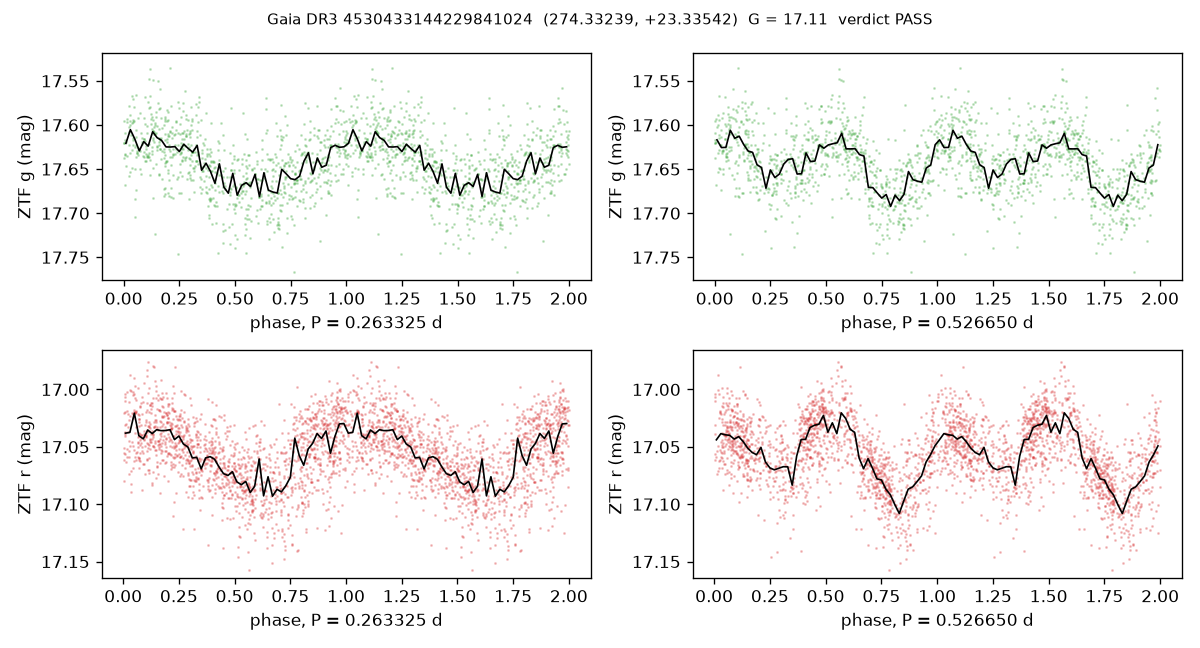 Gaia DR3 4530433144229841024 (274.33239, +23.33542) G = 17.11 verdict PASS
ZTF g (mag)
17.55
17.60
17.65
17.70
17.75
0.00 0.25 0.50 0.75 1.00 1.25 1.50 1.75 2.00
phase, P = 0.263325 d
ZTF g (mag)
17.55
17.60
17.65
17.70
17.75
0.00 0.25 0.50 0.75 1.00 1.25 1.50 1.75 2.00
phase, P = 0.526650 d
ZTF r (mag)
17.00
17.05
17.10
17.15
0.00 0.25 0.50 0.75 1.00 1.25 1.50 1.75 2.00
phase, P = 0.263325 d
ZTF r (mag)
17.00
17.05
17.10
17.15
0.00 0.25 0.50 0.75 1.00 1.25 1.50 1.75 2.00
phase, P = 0.526650 d